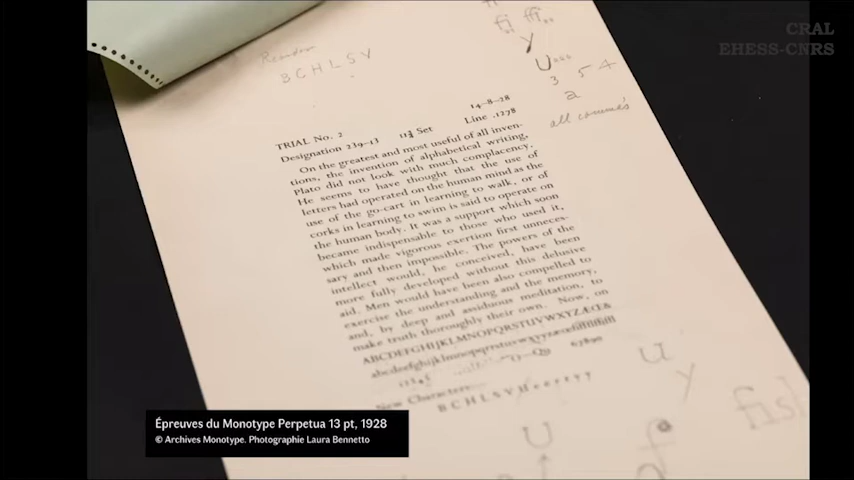 CRAL
EHESS-CNRS
fi ffi
y
U
3 5 4
a
all commas
B C H L S Y
14-8-28
TRIAL No. 2 11¾ Set Line .1278
Designation 239-13
On the greatest and most useful of all inven-
tions, the invention of alphabetical writing,
Plato did not look with much complacency.
He seems to have thought that the use of
letters had operated on the human mind as the
use of the go-cart in learning to walk, or of
corks in learning to swim is said to operate on
the human body. It was a support which soon
became indispensable to those who used it,
which made vigorous exertion first unneces-
sary and then impossible. The powers of the
intellect would, he conceived, have been
more fully developed without this delusive
aid. Men would have been also compelled to
exercise the understanding and the memory,
and, by deep and assiduous meditation, to
make truth thoroughly their own. Now, on
ABCDEFGHIJKLMNOPQRSTUVWXYZÆŒ&
abcdefghijklmnopqrstuvwxyzæœ
67890
New Characters
B C H L S Y
U
y
fish
U
f
Épreuves du Monotype Perpetua 13 pt, 1928
© Archives Monotype. Photographie Laura Bennetto